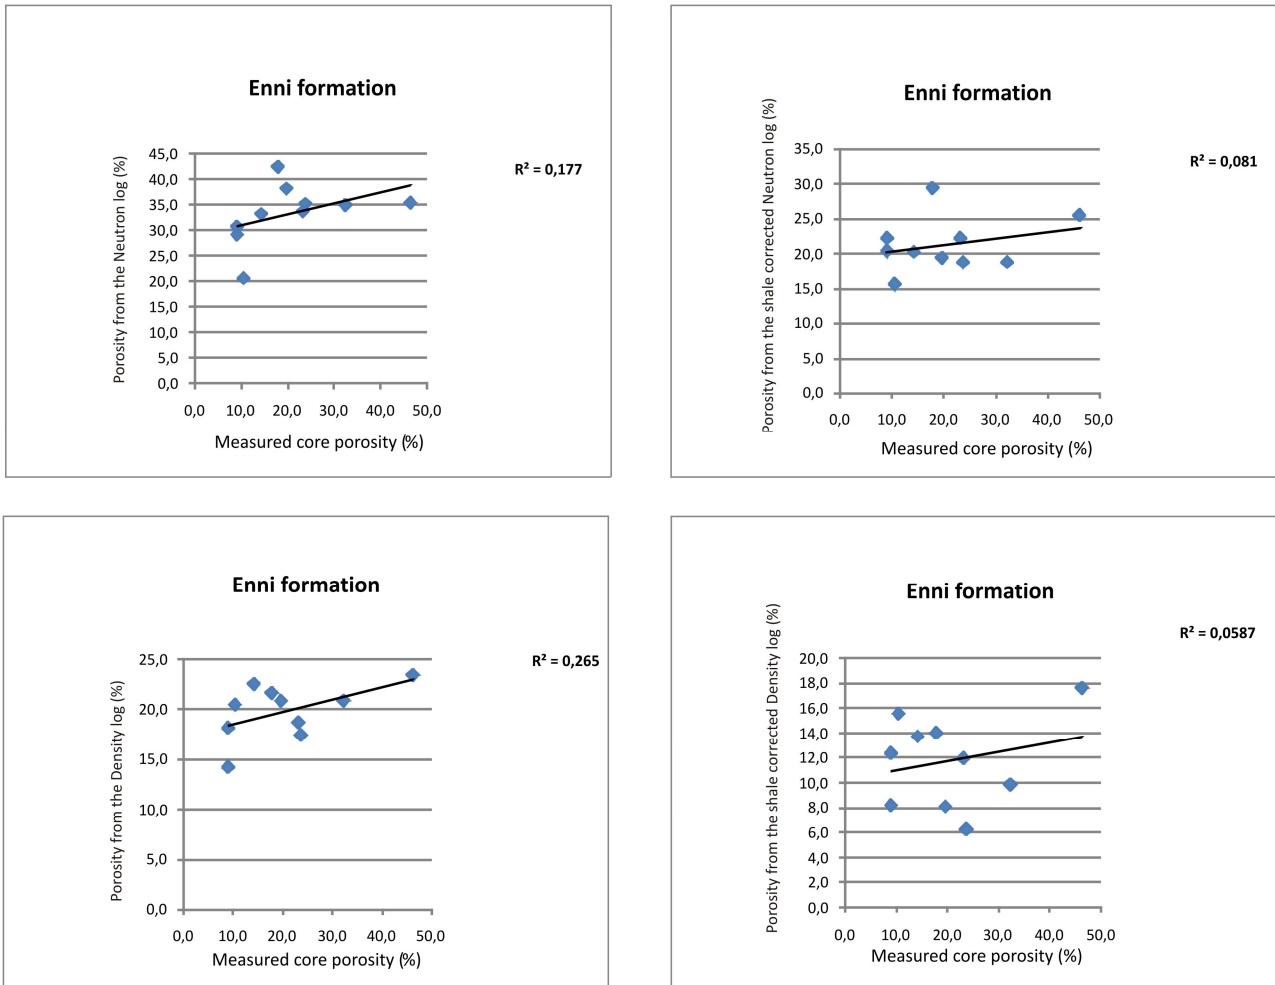 Enni formation
R² = 0,177
Porosity from the Neutron log (%)
45,0
40,0
35,0
30,0
25,0
20,0
15,0
10,0
5,0
0,0
0,0 10,0 20,0 30,0 40,0 50,0
Measured core porosity (%)
Enni formation
R² = 0,081
Porosity from the shale corrected Neutron log (%)
35,0
30,0
25,0
20,0
15,0
10,0
5,0
0,0
0,0 10,0 20,0 30,0 40,0 50,0
Measured core porosity (%)
Enni formation
R² = 0,265
Porosity from the Density log (%)
25,0
20,0
15,0
10,0
5,0
0,0
0,0 10,0 20,0 30,0 40,0 50,0
Measured core porosity (%)
Enni formation
R² = 0,0587
Porosity from the shale corrected Density log (%)
20,0
18,0
16,0
14,0
12,0
10,0
8,0
6,0
4,0
2,0
0,0
0,0 10,0 20,0 30,0 40,0 50,0
Measured core porosity (%)